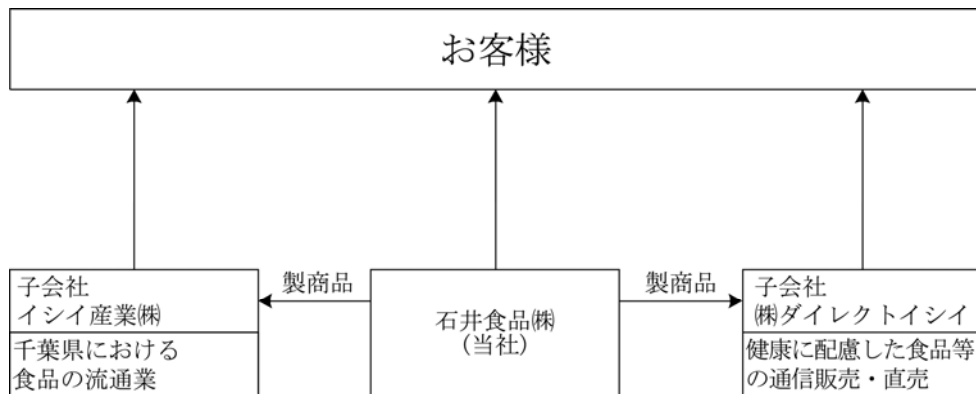 お客様
子会社
イシイ産業㈱
千葉県における
食品の流通業
製商品
石井食品㈱
(当社)
製商品
子会社
㈱ダイレクトイシイ
健康に配慮した食品等
の通信販売・直売